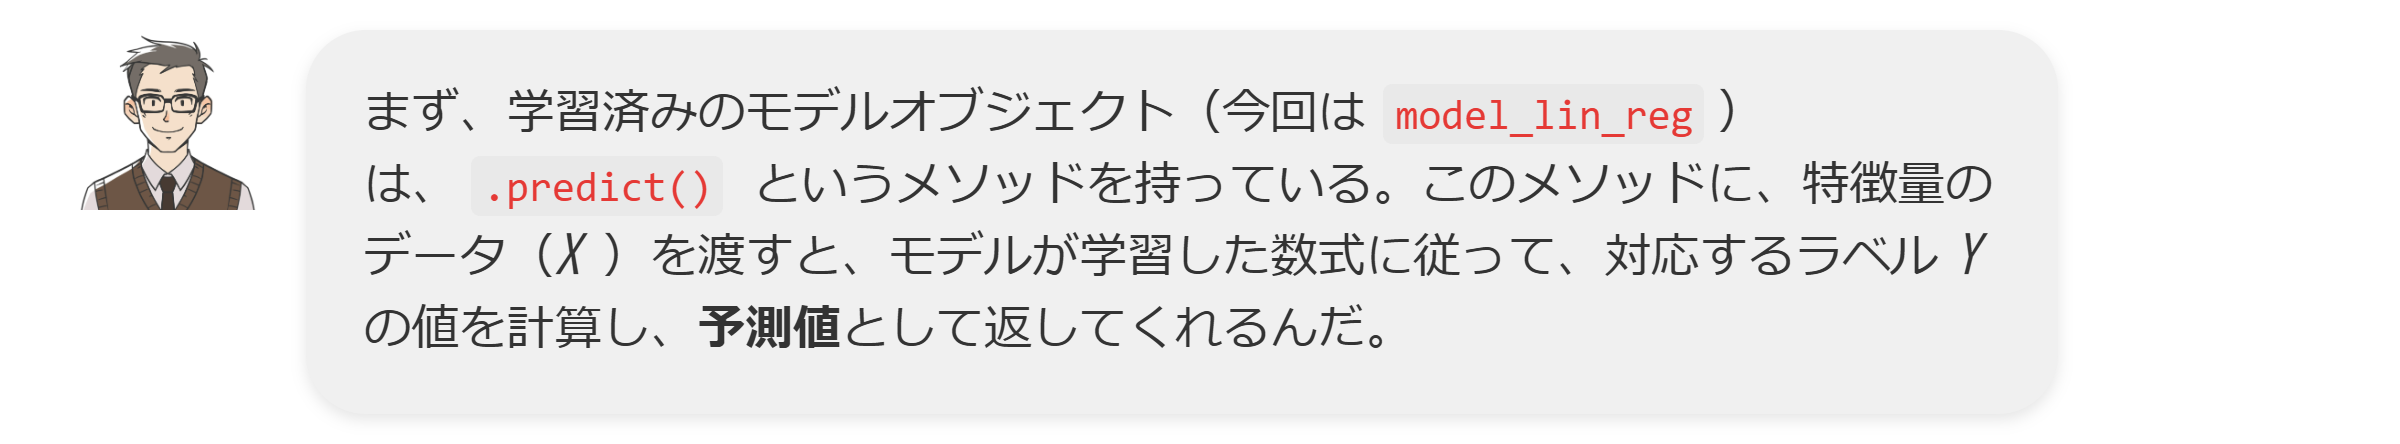 まず、学習済みのモデルオブジェクト（今回は model_lin_reg ）
は、 .predict() というメソッドを持っている。このメソッドに、特徴量の
データ（X ）を渡すと、モデルが学習した数式に従って、対応するラベル Y
の値を計算し、予測値として返してくれるんだ。